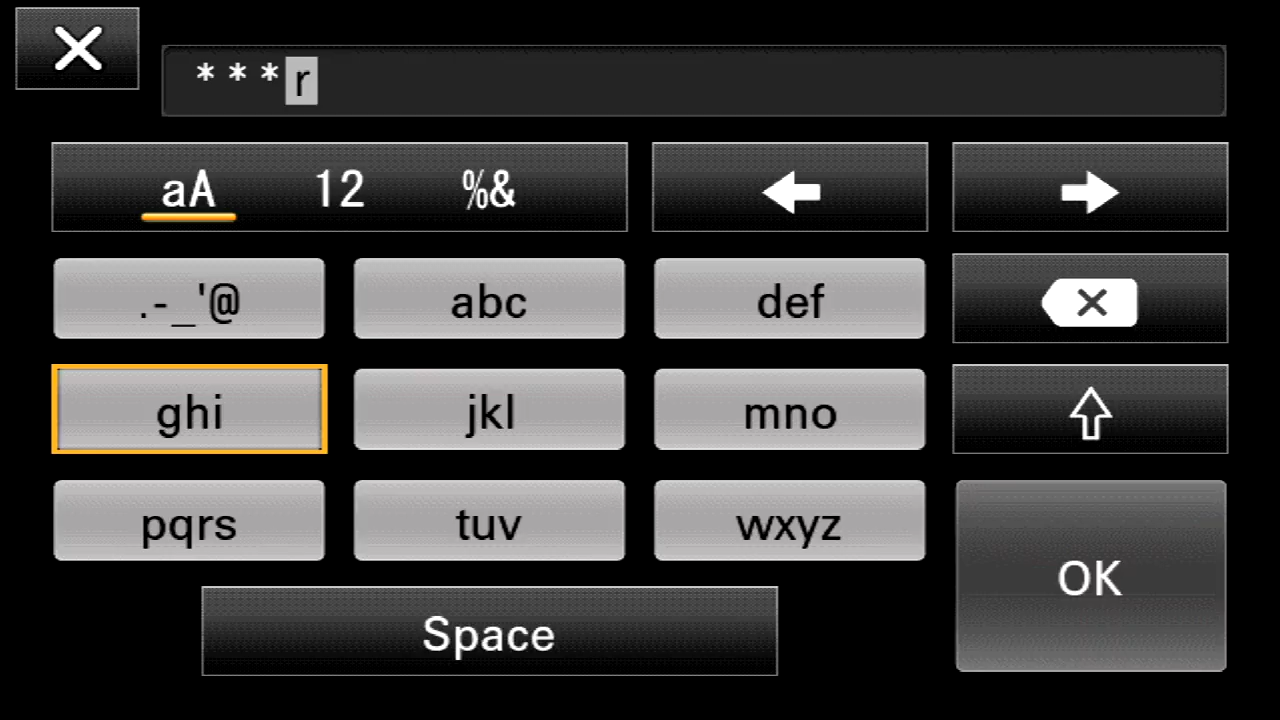 ***r
aA 12 %&
.-_'@ abc def
ghi jkl mno
pqrs tuv wxyz
OK
Space